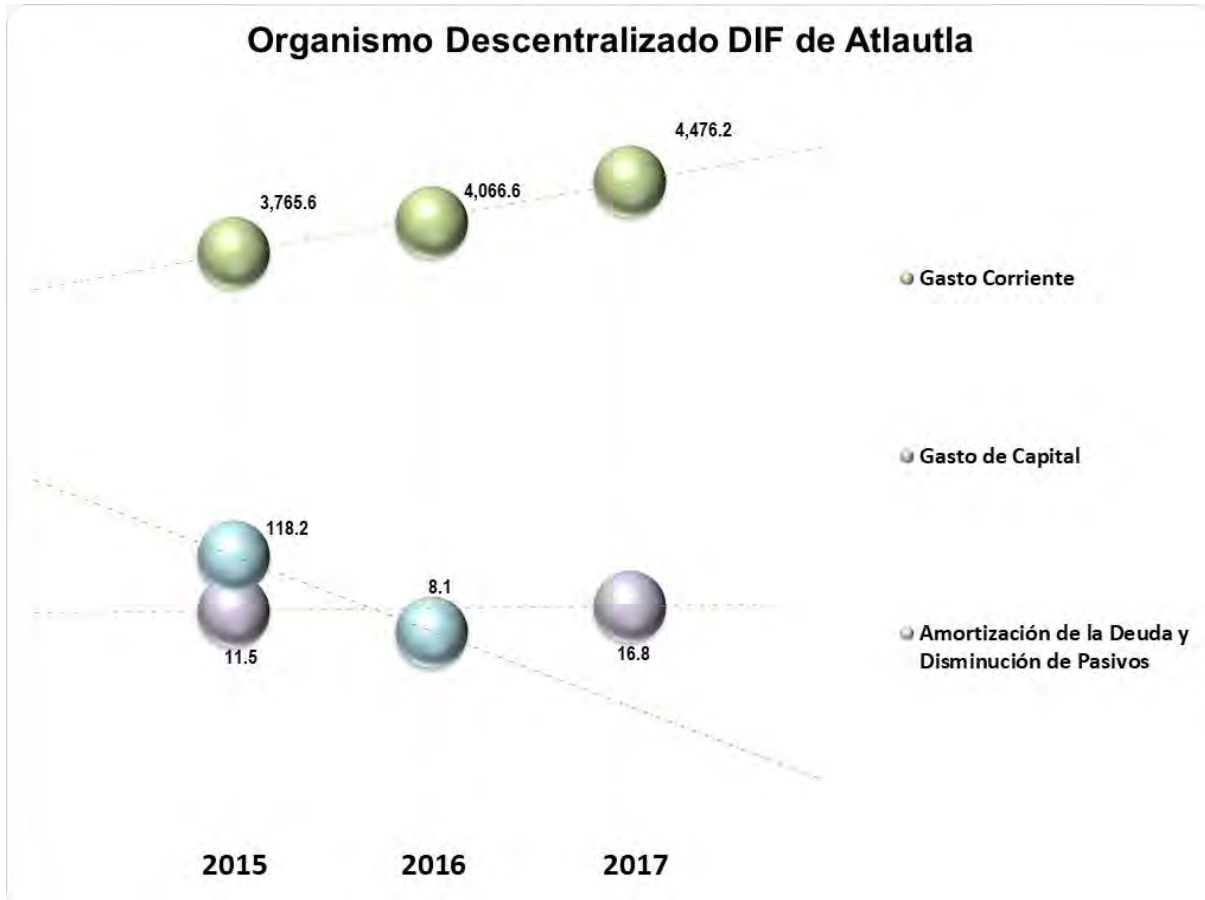 Organismo Descentralizado DIF de Atlautla
4,476.2
4,066.6
3,765.6
Gasto Corriente
Gasto de Capital
118.2
8.1
11.5
16.8
Amortización de la Deuda y
Disminución de Pasivos
2015 2016 2017